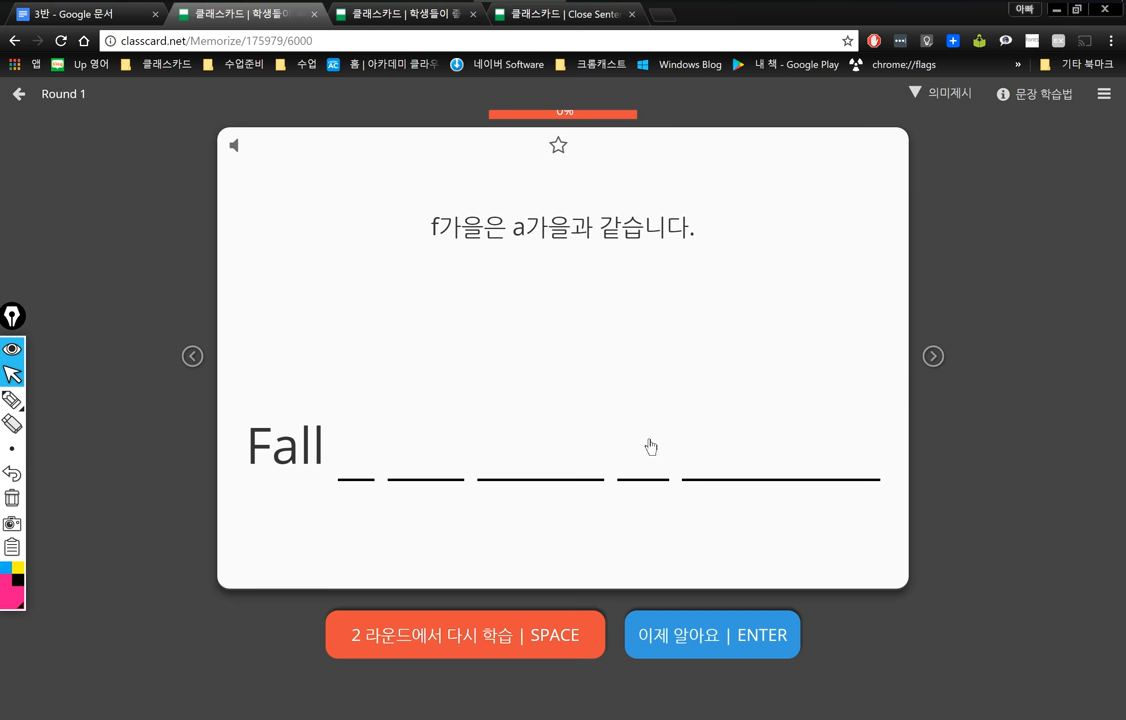 3반 - Google 문서
클래스카드 | 학생들이
클래스카드 | 학생들이 좋
클래스카드 | Close Sente
아빠
classcard.net/Memorize/175979/6000
앱 Up 영어 클래스카드 수업준비 수업 홈 | 아카데미 클라우 네이버 Software 크롬캐스트 Windows Blog 내 책 - Google Play chrome://flags » 기타 북마크
Round 1
의미제시
문장 학습법
0%
f가을은 a가을과 같습니다.
Fall
2 라운드에서 다시 학습 | SPACE
이제 알아요 | ENTER